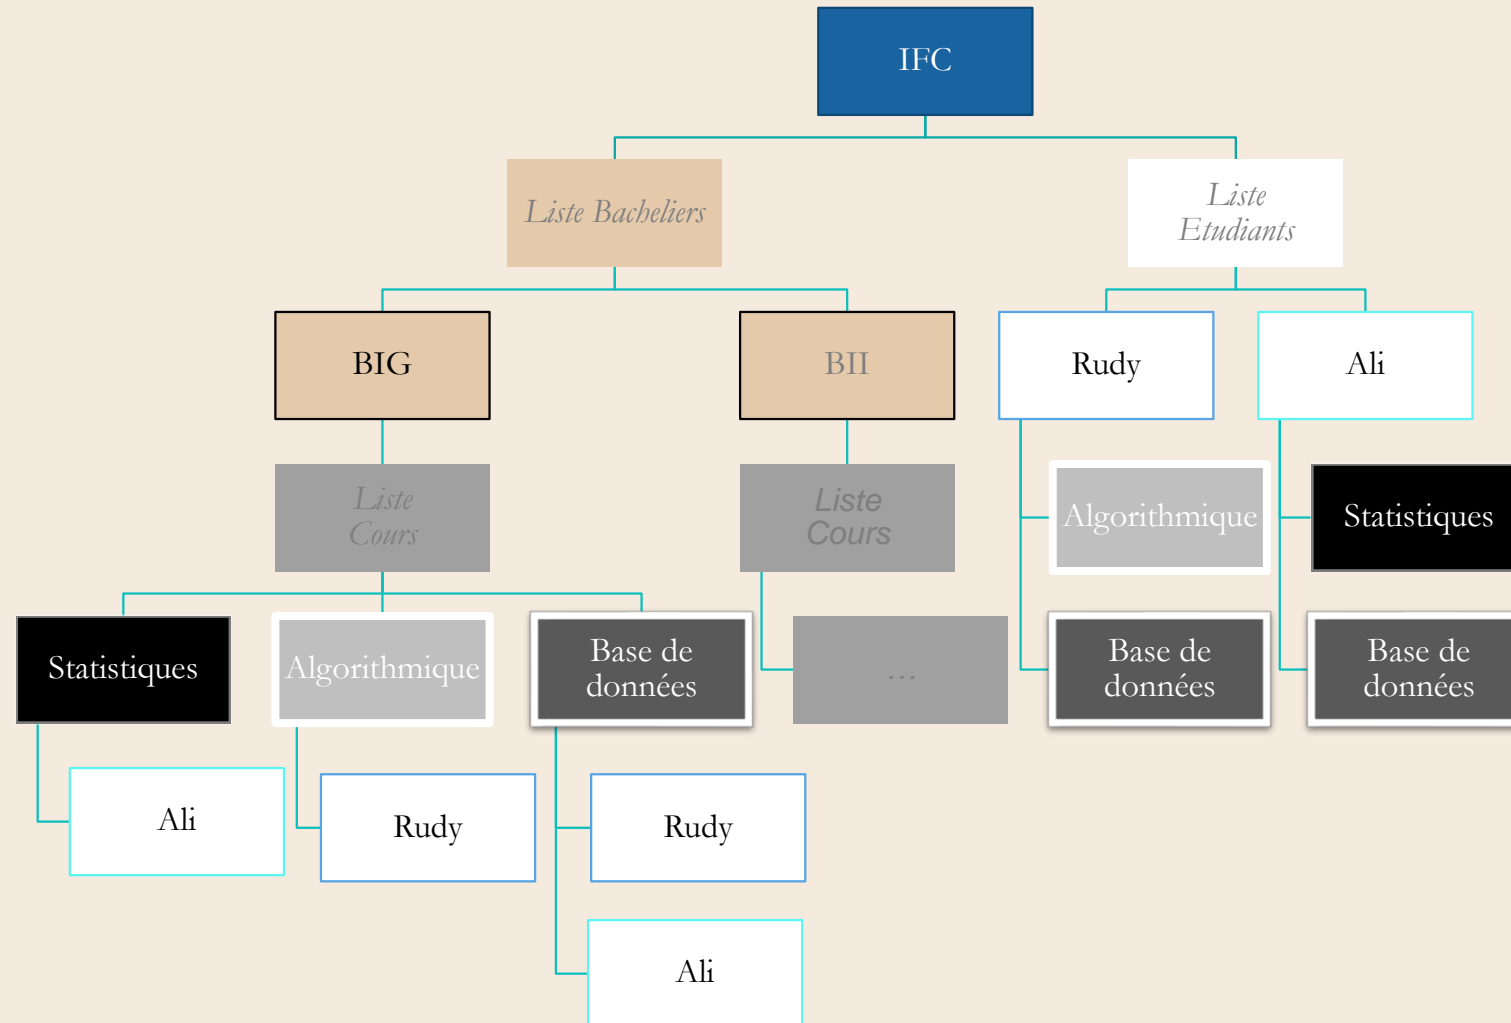 IFC
Liste Bacheliers
Liste
Etudiants
BIG
BII
Rudy
Ali
Liste
Cours
Liste
Cours
Algorithmique
Statistiques
Statistiques
Algorithmique
Base de
données
...
Base de
données
Base de
données
Ali
Rudy
Rudy
Ali